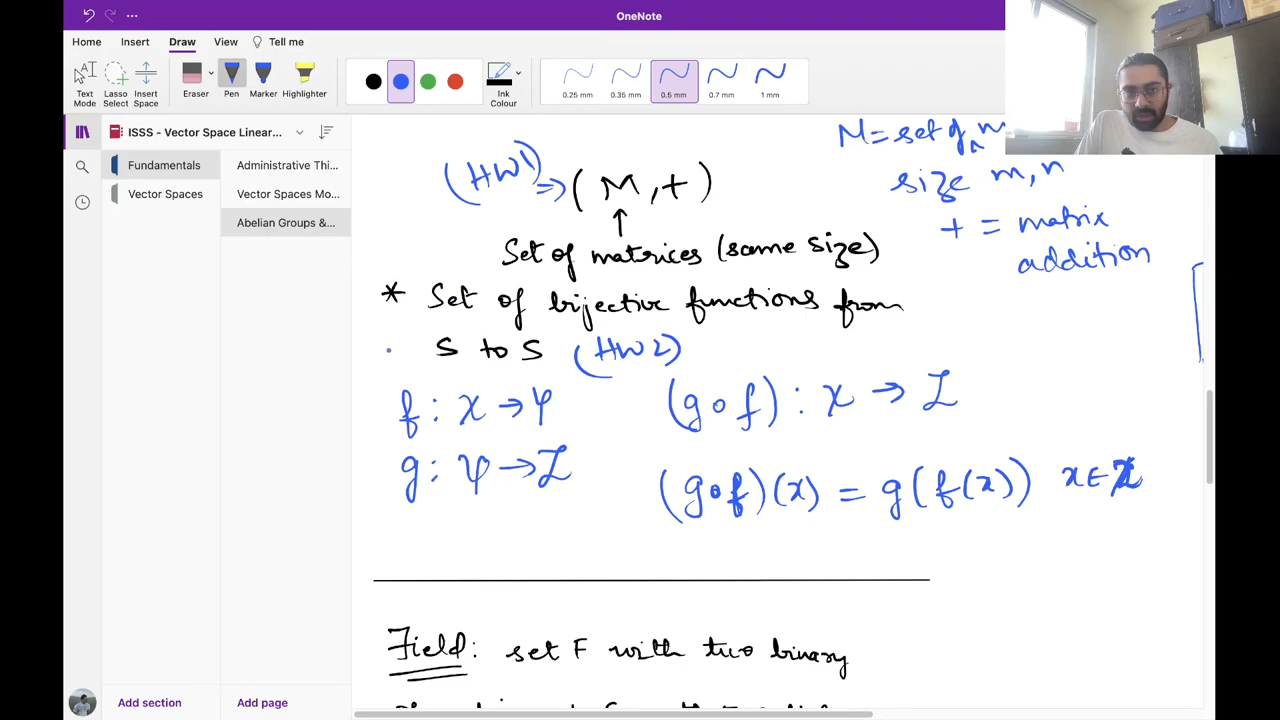 OneNote
Home Insert Draw View Tell me
Text Mode
Lasso Select
Insert Space
Eraser
Pen
Marker
Highlighter
Ink Colour
0.25 mm 0.35 mm 0.5 mm 0.7 mm 1 mm
ISSS - Vector Space Linear...
Fundamentals
Vector Spaces
Administrative Thi...
Vector Spaces Mo...
Abelian Groups &...
M = set of m
size m, n
+ = matrix
addition
(HW1) => (M, +)
↑
Set of matrices (same size)
* Set of bijective functions from
S to S (HW2)
f : χ → ψ
(g∘f) : χ → Z
g : ψ → Z
(g∘f)(x) = g(f(x)) x ∈
Field: set F with two binary
Add section
Add page